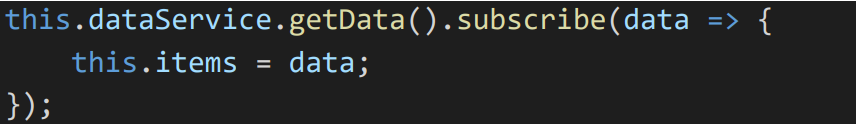 this.dataService.getData().subscribe(data => {
    this.items = data;
});